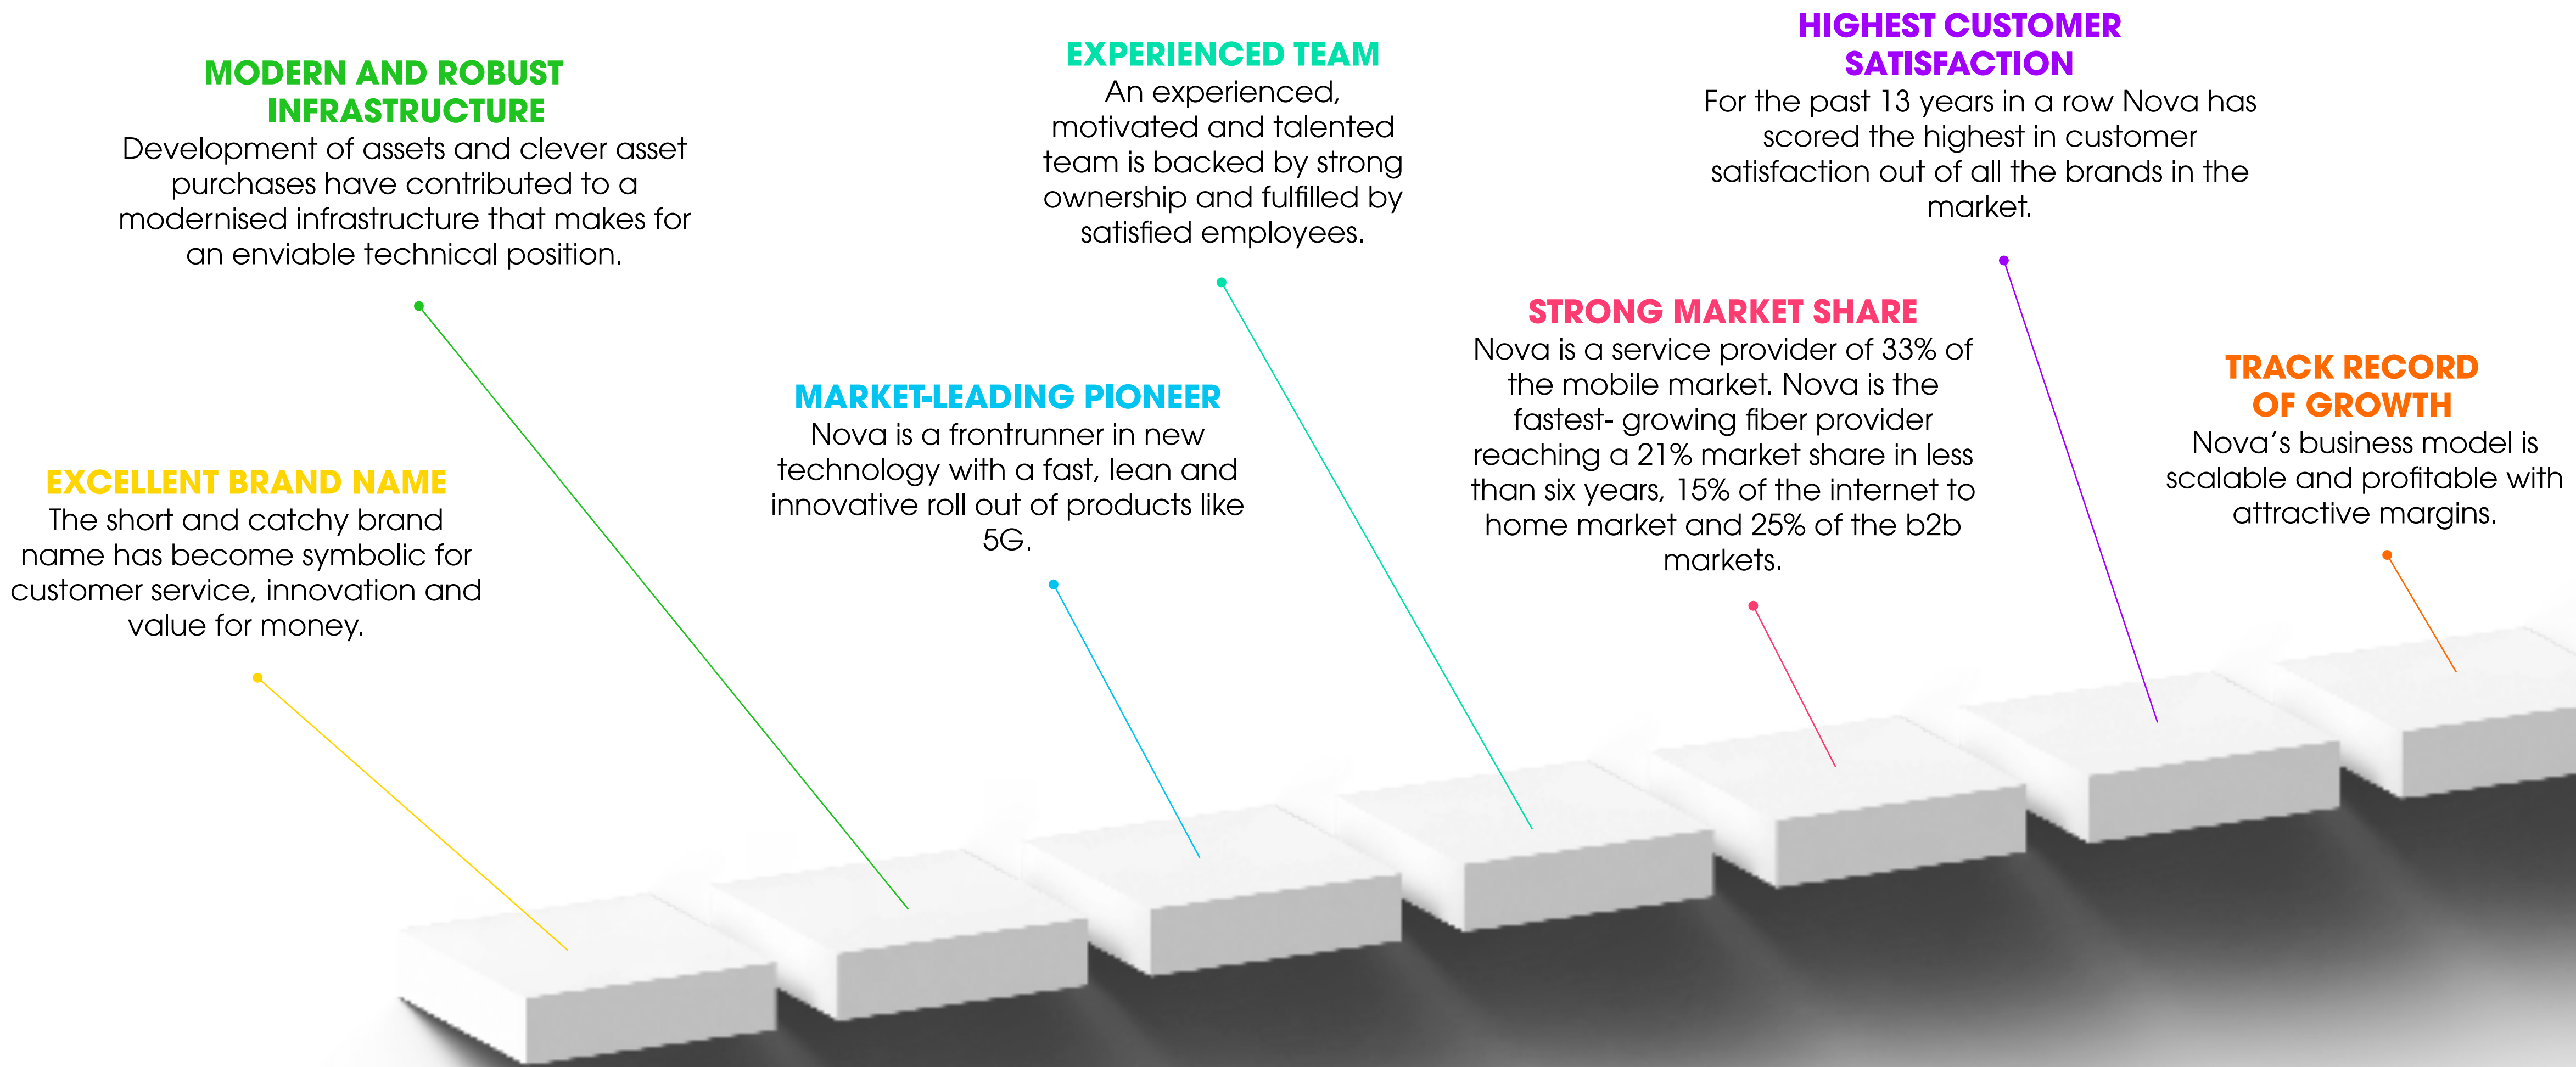 EXCELLENT BRAND NAME
The short and catchy brand
name has become symbolic for
customer service, innovation and
value for money.
MODERN AND ROBUST
INFRASTRUCTURE
Development of assets and clever asset
purchases have contributed to a
modernised infrastructure that makes for
an enviable technical position.
MARKET-LEADING PIONEER
Nova is a frontrunner in new
technology with a fast, lean and
innovative roll out of products like
5G.
EXPERIENCED TEAM
An experienced,
motivated and talented
team is backed by strong
ownership and fulfilled by
satisfied employees.
STRONG MARKET SHARE
Nova is a service provider of 33% of
the mobile market. Nova is the
fastest- growing fiber provider
reaching a 21% market share in less
than six years, 15% of the internet to
home market and 25% of the b2b
markets.
HIGHEST CUSTOMER
SATISFACTION
For the past 13 years in a row Nova has
scored the highest in customer
satisfaction out of all the brands in the
market.
TRACK RECORD
OF GROWTH
Nova’s business model is
scalable and profitable with
attractive margins.